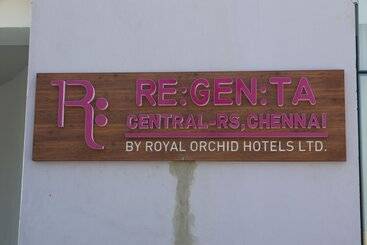 R:
RE:GEN:TA
CENTRAL-RS, CHENNAI
BY ROYAL ORCHID HOTELS LTD.